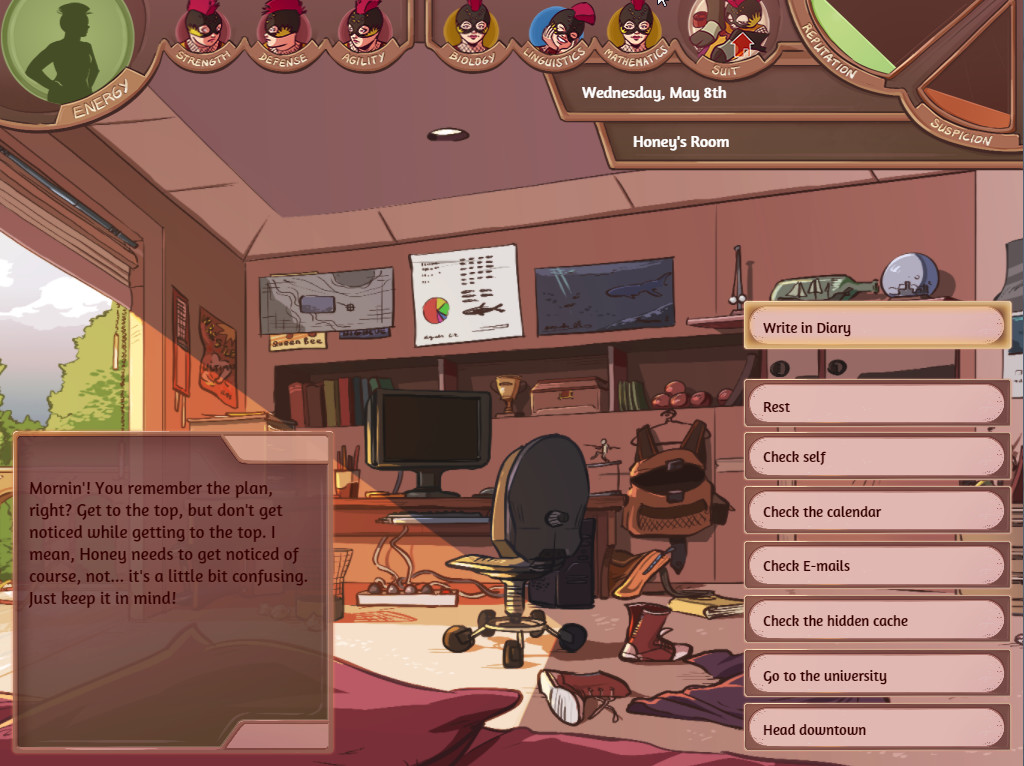 STRENGTH
DEFENSE
AGILITY
BIOLOGY
LINGUISTICS
MATHEMATICS
SUIT
REPUTATION
SUSPICION
ENERGY
Wednesday, May 8th
Honey's Room
Queen Bee
Mornin'! You remember the plan,
right? Get to the top, but don't get
noticed while getting to the top. I
mean, Honey needs to get noticed of
course, not... it's a little bit confusing.
Just keep it in mind!
Write in Diary
Rest
Check self
Check the calendar
Check E-mails
Check the hidden cache
Go to the university
Head downtown